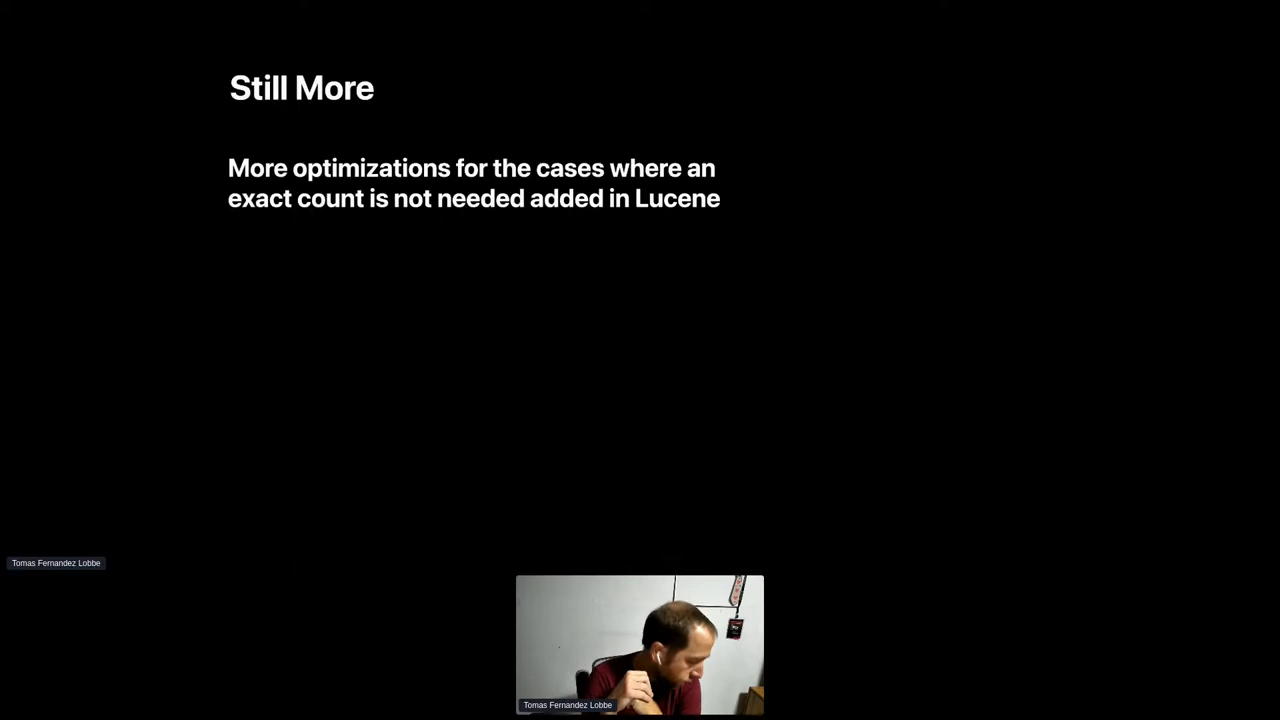 Still More
More optimizations for the cases where an
exact count is not needed added in Lucene
Tomas Fernandez Lobbe
Tomas Fernandez Lobbe